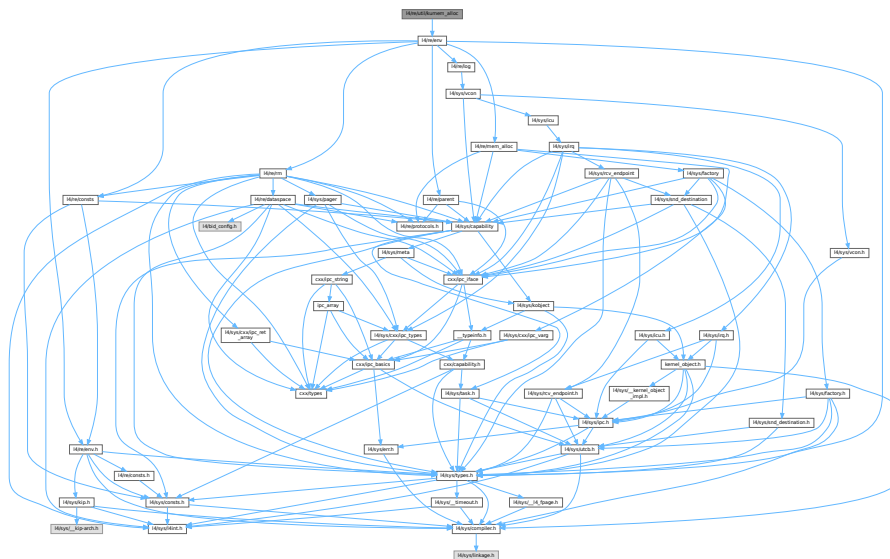 l4/re/util/kumem_alloc
l4/re/env
l4/re/log
l4/sys/vcon
l4/sys/icu
l4/re/mem_alloc
l4/sys/irq
l4/re/rm
l4/sys/rcv_endpoint
l4/sys/factory
l4/re/consts
l4/re/dataspace
l4/sys/pager
l4/re/parent
l4/sys/snd_destination
l4/bid_config.h
l4/re/protocols.h
l4/sys/capability
l4/sys/meta
l4/sys/vcon.h
cxx/ipc_string
cxx/ipc_iface
ipc_array
l4/sys/kobject
l4/sys/cxx/ipc_ret
_array
l4/sys/cxx/ipc_types
__typeinfo.h
l4/sys/cxx/ipc_varg
l4/sys/icu.h
l4/sys/irq.h
cxx/ipc_basics
cxx/capability.h
kernel_object.h
cxx/types
l4/sys/task.h
l4/sys/rcv_endpoint.h
l4/sys/__kernel_object
_impl.h
l4/sys/factory.h
l4/sys/ipc.h
l4/sys/snd_destination.h
l4/re/env.h
l4/sys/err.h
l4/sys/utcb.h
l4/re/consts.h
l4/sys/types.h
l4/sys/kip.h
l4/sys/consts.h
l4/sys/__timeout.h
l4/sys/__l4_fpage.h
l4/sys/__kip-arch.h
l4/sys/l4int.h
l4/sys/compiler.h
l4/sys/linkage.h